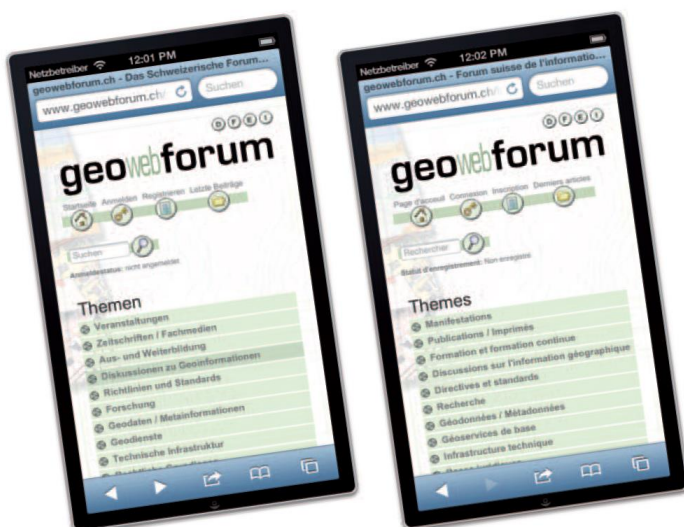 Netzbetreiber 12:01 PM
geowebforum.ch - Das Schweizerische Forum...
www.geowebforum.ch/ Suchen
D F E I
geowebforum
Startseite Anmelden Registrieren Letzte Beiträge
Suchen
Anmeldestatus: nicht angemeldet
Themen
Veranstaltungen
Zeitschriften / Fachmedien
Aus- und Weiterbildung
Diskussionen zu Geoinformationen
Richtlinien und Standards
Forschung
Geodaten / Metainformationen
Geodienste
Technische Infrastruktur
Netzbetreiber 12:02 PM
geowebforum.ch - Forum suisse de l'informatio...
www.geowebforum.ch/ Suchen
D F E I
geowebforum
Page d'acceuil Connexion Inscription Derniers articles
Rechercher
Statut d'enregistrement: Non enregistré
Themes
Manifestations
Publications / Imprimés
Formation et formation continue
Discussions sur l'information géographique
Directives et standards
Recherche
Géodonnées / Métadonnées
Géoservices de base
Infrastructure technique